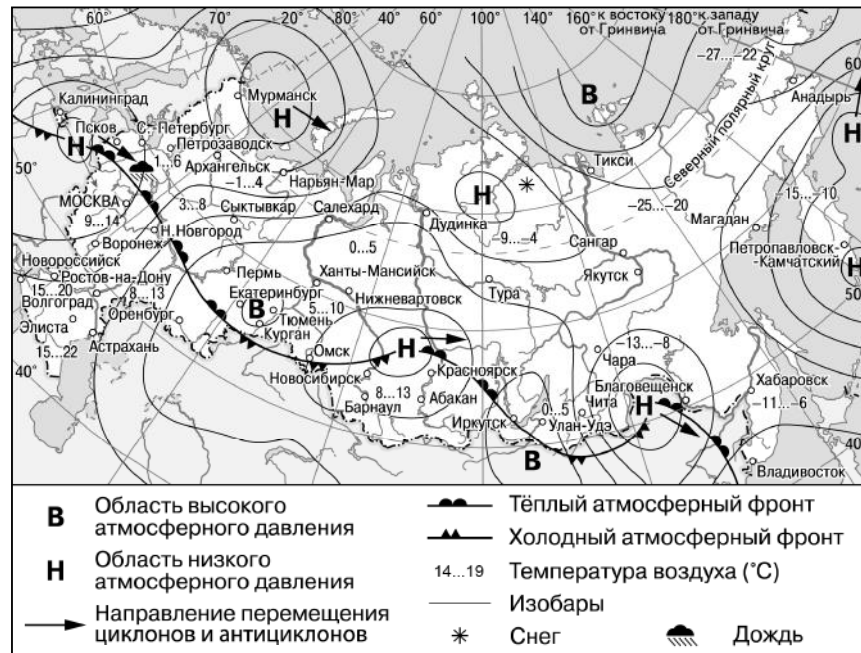 20° 80° 40° 60° 100° 140° 160° к востоку 180° к западу
от Гринвича от Гринвича
−27...−22
60°
Северный полярный круг
Мурманск
В
Калининград
Анадырь
Н
Н
Псков С.-Петербург
Петрозаводск
Тикси
50°
Н
1...6
Архангельск
−1...4
Нарьян-Мар
Н
−15...−10
МОСКВА
3...8
Сыктывкар
Салехард
Дудинка
−25...−20
Магадан
9...14
Н.Новгород
0...5
−9...−4
Сангар
Воронеж
Петропавловск-
-Камчатский
Новороссийск
Пермь
Ханты-Мансийск
Тура
Якутск
Н
Ростов-на-Дону
15...20
8...13
Екатеринбург
5...10
Нижневартовск
50°
Волгоград
В
Тюмень
Элиста
Оренбург
Курган
−13...−8
15...22
Астрахань
Омск
Н
Чара
Красноярск
Благовещенск
Хабаровск
40°
Новосибирск
8...13
Абакан
0...5
Чита
Н
−11...−6
Барнаул
Иркутск
Улан-Удэ
40°
В
Владивосток
60° 70° 80° 90° 100° 110° 120° 130°
В Область высокого
атмосферного давления
Н Область низкого
атмосферного давления
Направление перемещения
циклонов и антициклонов
Тёплый атмосферный фронт
Холодный атмосферный фронт
14...19 Температура воздуха (°С)
Изобары
Снег Дождь